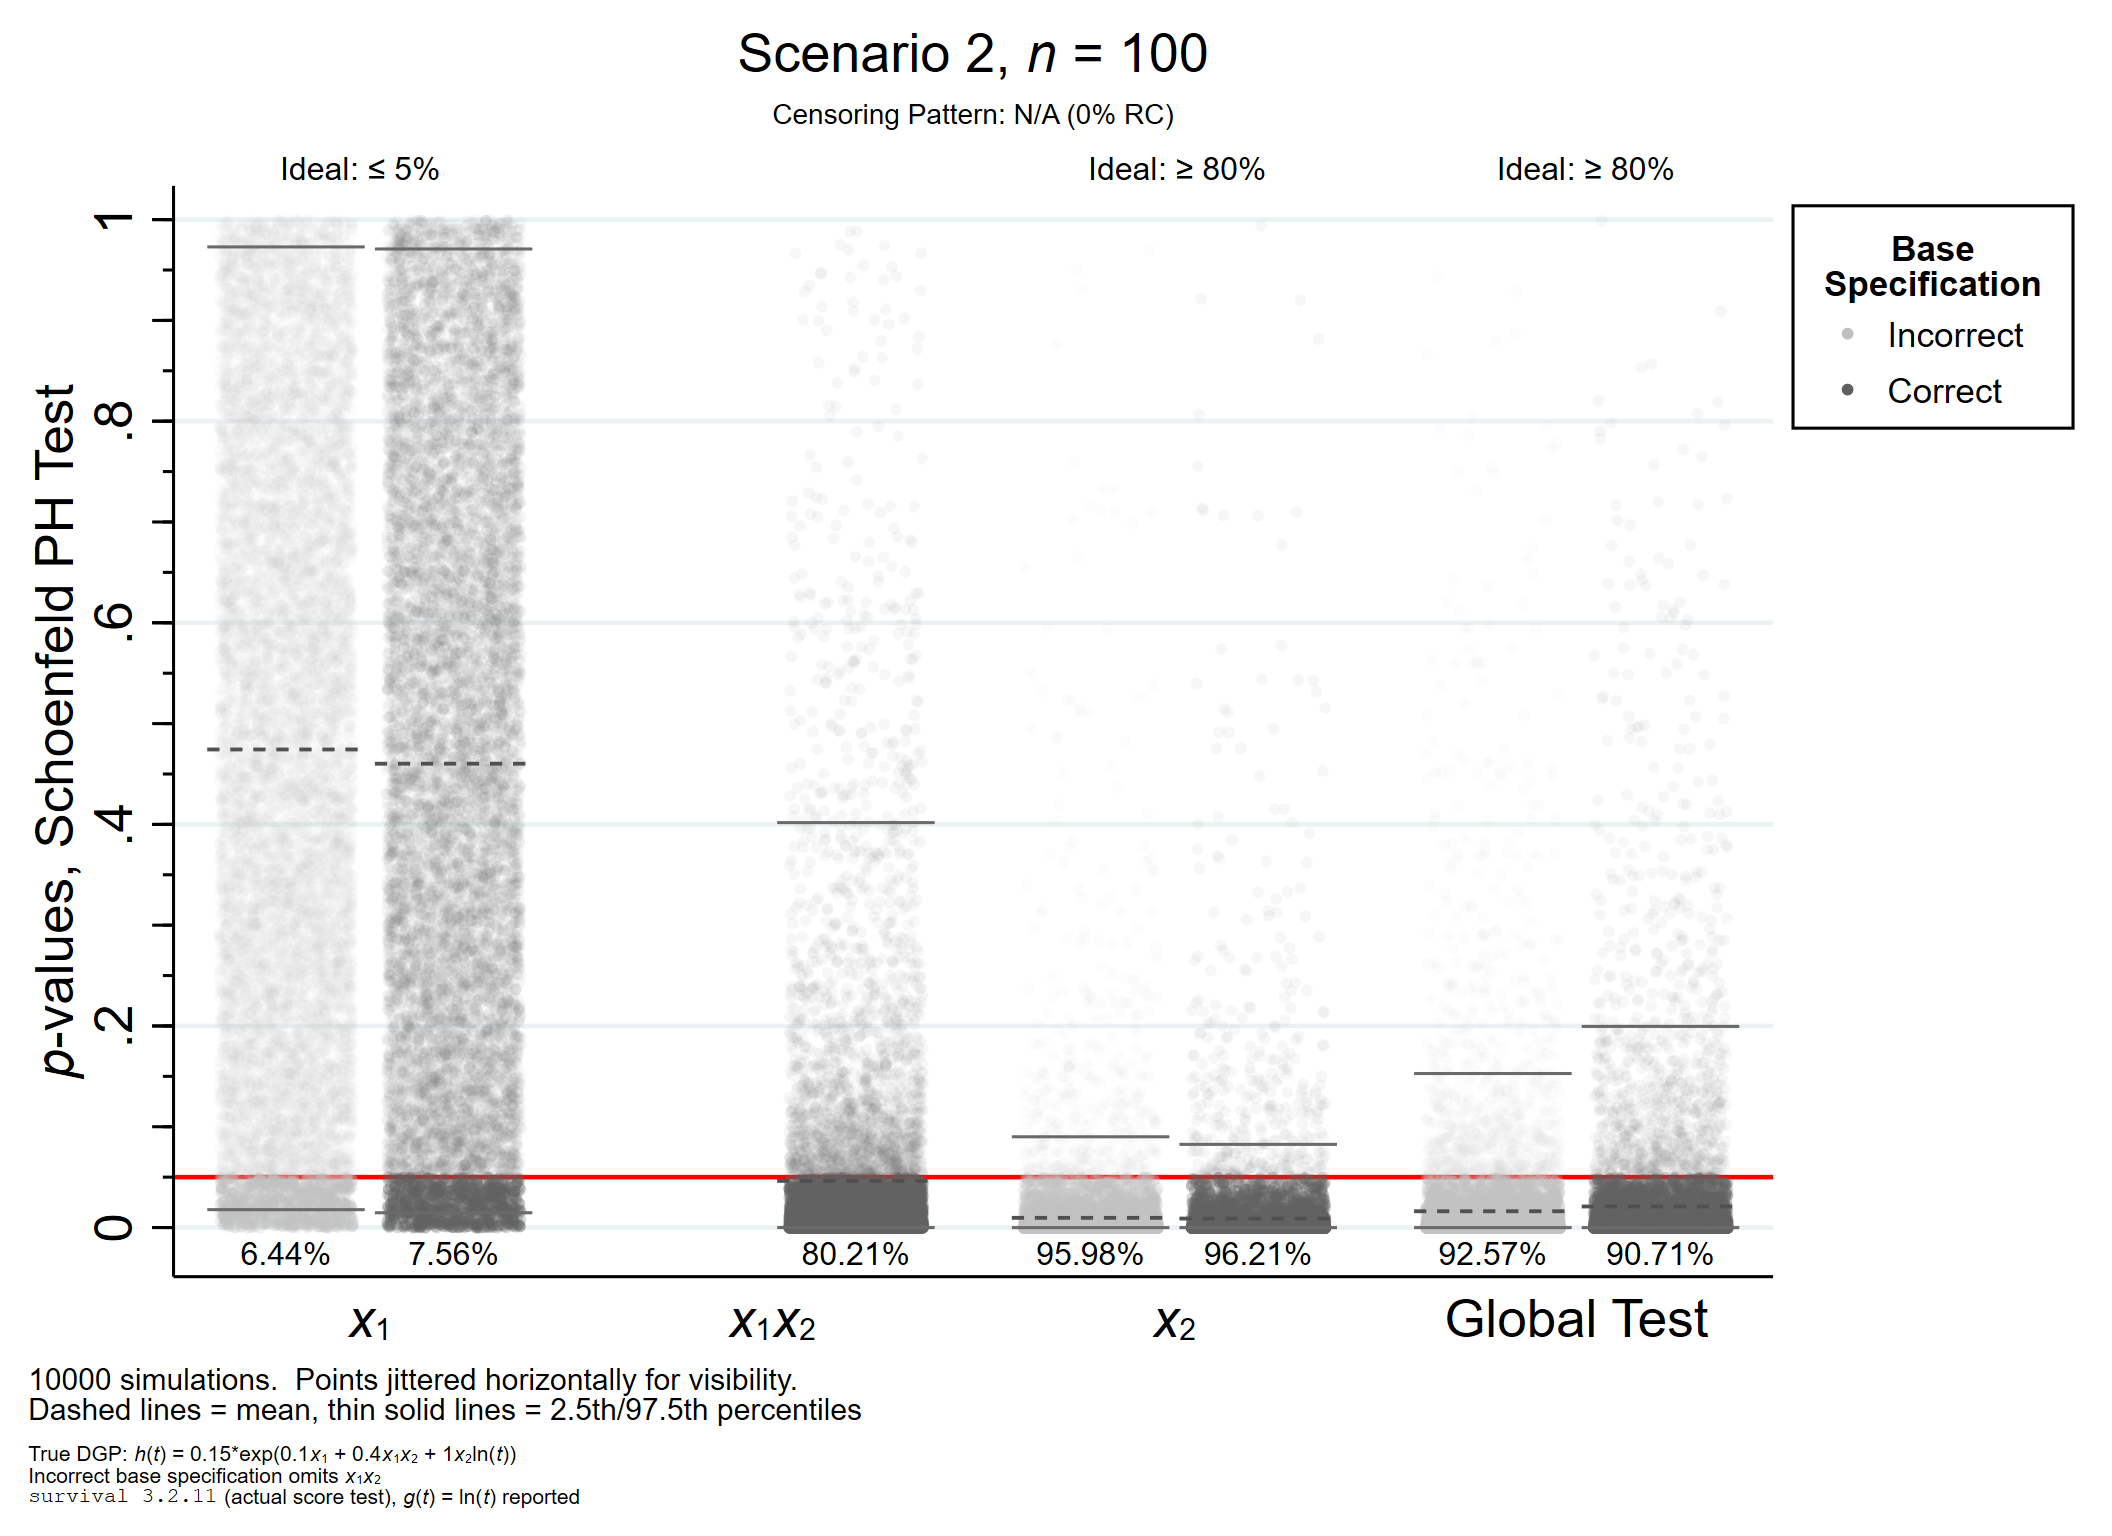 Scenario 2, n = 100
Censoring Pattern: N/A (0% RC)
Ideal: ≤ 5%
Ideal: ≥ 80%
Ideal: ≥ 80%
p-values, Schoenfeld PH Test
1
.8
.6
.4
.2
0
Base
Specification
Incorrect
Correct
6.44%
7.56%
80.21%
95.98%
96.21%
92.57%
90.71%
x₁
x₁x₂
x₂
Global Test
10000 simulations.  Points jittered horizontally for visibility.
Dashed lines = mean, thin solid lines = 2.5th/97.5th percentiles
True DGP: h(t) = 0.15*exp(0.1x₁ + 0.4x₁x₂ + 1x₂ln(t))
Incorrect base specification omits x₁x₂
survival 3.2.11 (actual score test), g(t) = ln(t) reported